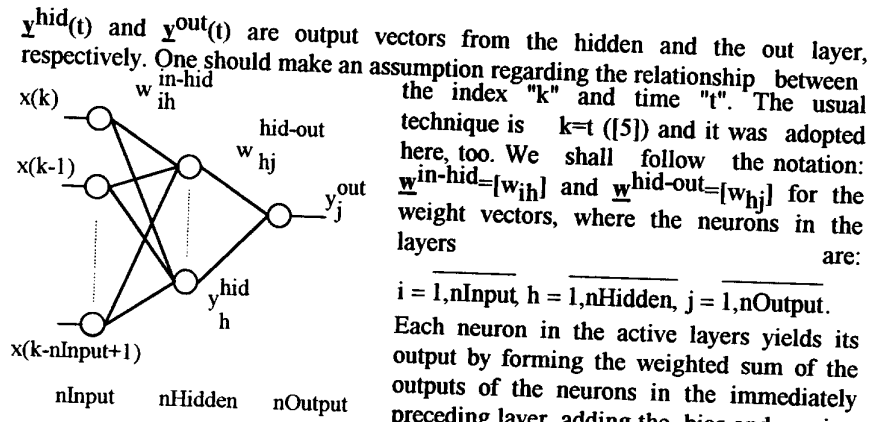 y^hid(t) and y^out(t) are output vectors from the hidden and the out layer,
respectively. One should make an assumption regarding the relationship between
x(k)
w in-hid ih
hid-out
w hj
x(k-1)
y out j
y hid h
x(k-nInput+1)
nInput nHidden nOutput
the index "k" and time "t". The usual
technique is k=t ([5]) and it was adopted
here, too. We shall follow the notation:
w^in-hid=[w_ih] and w^hid-out=[w_hj] for the
weight vectors, where the neurons in the
layers are:
i = 1,nInput, h = 1,nHidden, j = 1,nOutput.
Each neuron in the active layers yields its
output by forming the weighted sum of the
outputs of the neurons in the immediately
preceding layer, adding the bias and